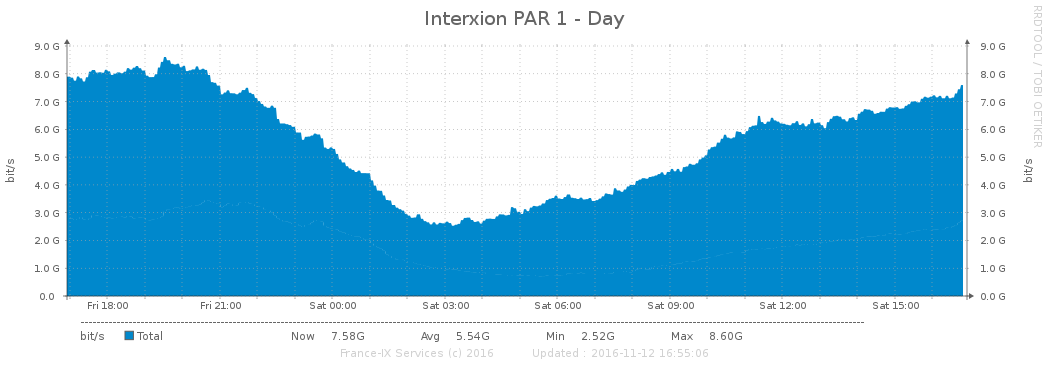 Interxion PAR 1 - Day
RRDTOOL / TOBI OETIKER
bit/s
9.0 G
8.0 G
7.0 G
6.0 G
5.0 G
4.0 G
3.0 G
2.0 G
1.0 G
0.0
9.0 G
8.0 G
7.0 G
6.0 G
5.0 G
4.0 G
3.0 G
2.0 G
1.0 G
0.0 G
bit/s
Fri 18:00 Fri 21:00 Sat 00:00 Sat 03:00 Sat 06:00 Sat 09:00 Sat 12:00 Sat 15:00
bit/s Total Now 7.58G Avg 5.54G Min 2.52G Max 8.60G
France-IX Services (c) 2016 Updated : 2016-11-12 16:55:06